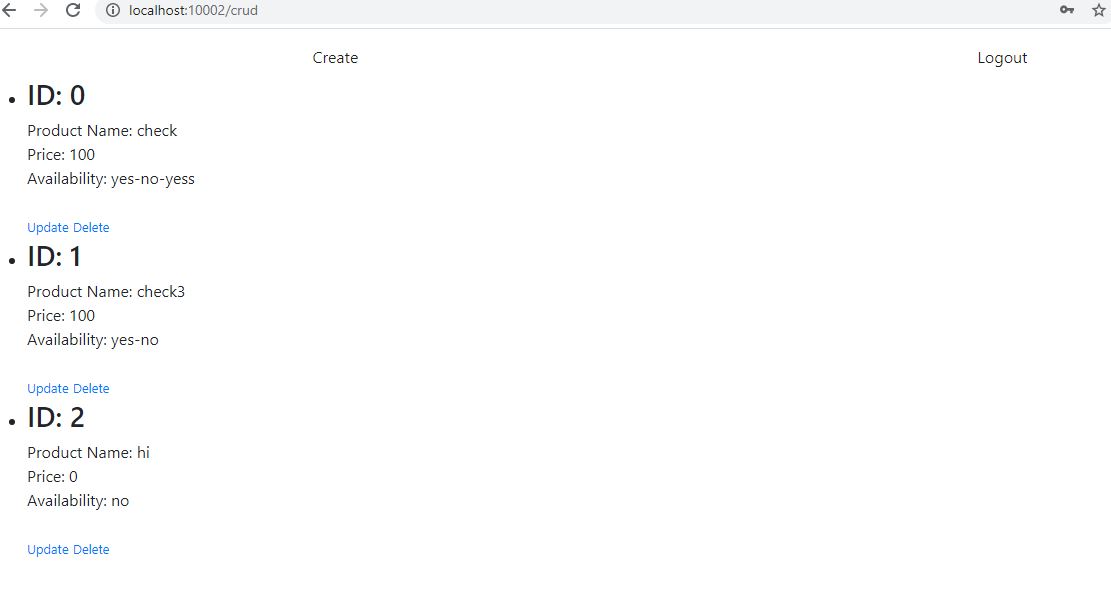 localhost:10002/crud
Create Logout
ID: 0
Product Name: check
Price: 100
Availability: yes-no-yess
Update Delete
ID: 1
Product Name: check3
Price: 100
Availability: yes-no
Update Delete
ID: 2
Product Name: hi
Price: 0
Availability: no
Update Delete